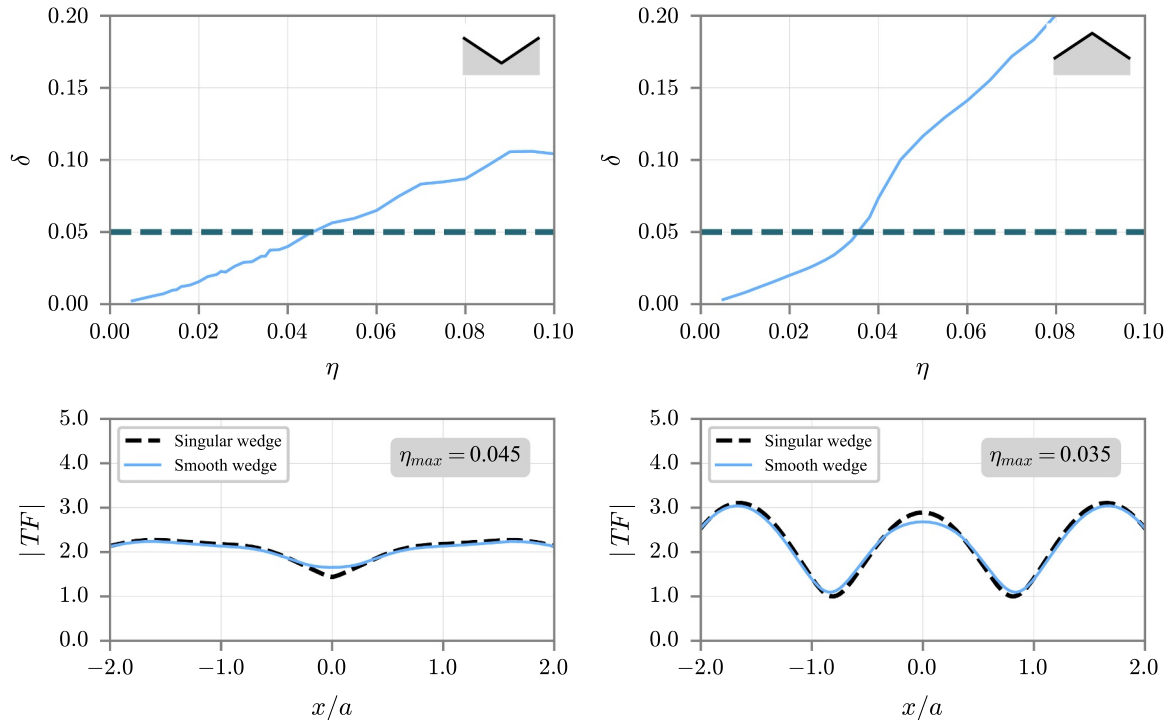 0.20
0.15
0.10
0.05
0.00
δ
0.00 0.02 0.04 0.06 0.08 0.10
η
0.20
0.15
0.10
0.05
0.00
δ
0.00 0.02 0.04 0.06 0.08 0.10
η
5.0
4.0
3.0
2.0
1.0
0.0
|TF|
Singular wedge
Smooth wedge
η_max = 0.045
−2.0 −1.0 0.0 1.0 2.0
x/a
5.0
4.0
3.0
2.0
1.0
0.0
|TF|
Singular wedge
Smooth wedge
η_max = 0.035
−2.0 −1.0 0.0 1.0 2.0
x/a